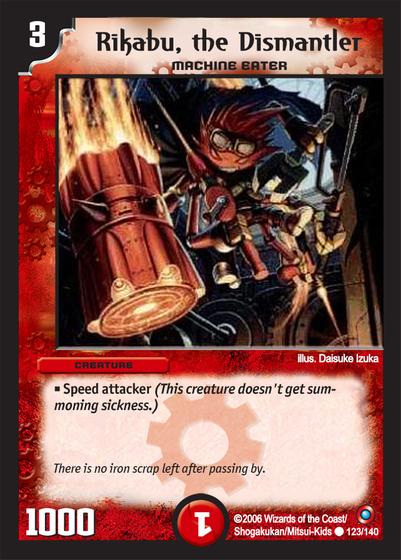 3
Rikabu, the Dismantler
MACHINE EATER
illus. Daisuke Izuka
CREATURE
▪ Speed attacker (This creature doesn't get sum-
moning sickness.)
There is no iron scrap left after passing by.
1000
1
©2006 Wizards of the Coast/
Shogakukan/Mitsui-Kids ● 123/140